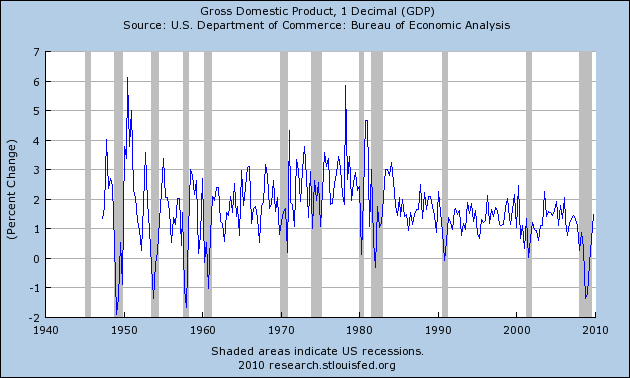 Gross Domestic Product, 1 Decimal (GDP)
Source: U.S. Department of Commerce: Bureau of Economic Analysis
(Percent Change)
7
6
5
4
3
2
1
0
-1
-2
1940 1950 1960 1970 1980 1990 2000 2010
Shaded areas indicate US recessions.
2010 research.stlouisfed.org